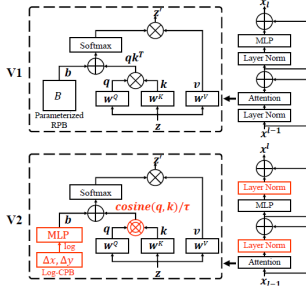 z'
x_l
Softmax
MLP
qk^T
Layer Norm
V1
b
q
k
v
B
W^Q
W^K
W^V
Attention
Parameterized
RPB
Layer Norm
z
x^{l-1}
z'
x^l
Layer Norm
Softmax
cosine(q,k)/τ
MLP
V2
b
q
k
v
Layer Norm
MLP
log
W^Q
W^K
W^V
Δx, Δy
Attention
Log-CPB
z
x_{l-1}